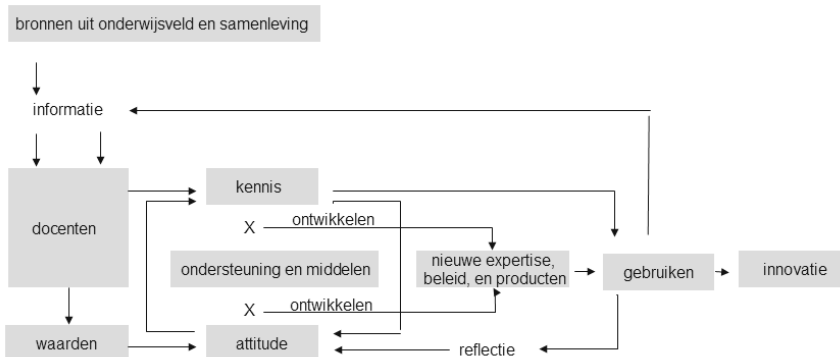 bronnen uit onderwijsveld en samenleving
informatie
kennis
docenten
X
ontwikkelen
ondersteuning en middelen
nieuwe expertise,
beleid, en producten
gebruiken
innovatie
X
ontwikkelen
waarden
attitude
reflectie